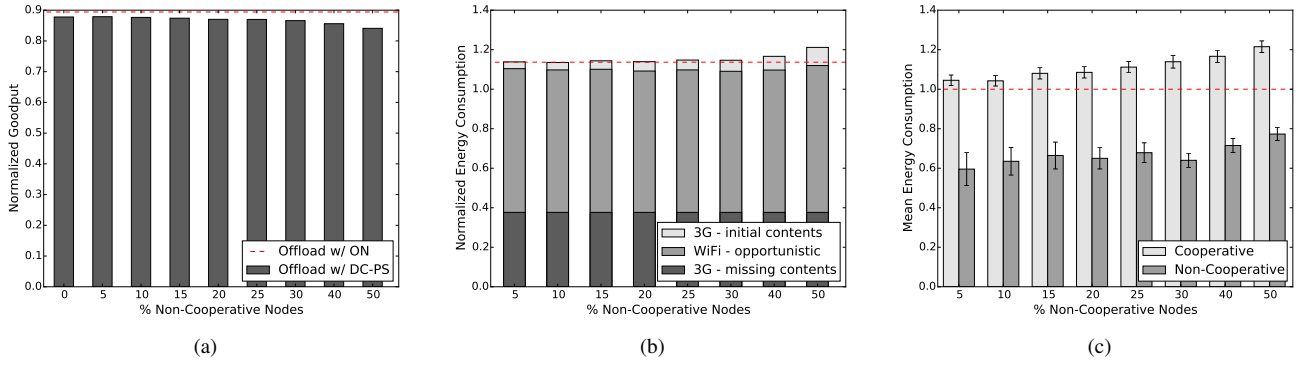 0.9
0.8
0.7
0.6
0.5
0.4
0.3
0.2
0.1
0.0
Normalized Goodput
Offload w/ ON
Offload w/ DC-PS
0 5 10 15 20 25 30 40 50
% Non-Cooperative Nodes
(a)
1.4
1.2
1.0
0.8
0.6
0.4
0.2
0.0
Normalized Energy Consumption
3G - initial contents
WiFi - opportunistic
3G - missing contents
5 10 15 20 25 30 40 50
% Non-Cooperative Nodes
(b)
1.4
1.2
1.0
0.8
0.6
0.4
0.2
0.0
Mean Energy Consumption
Cooperative
Non-Cooperative
5 10 15 20 25 30 40 50
% Non-Cooperative Nodes
(c)